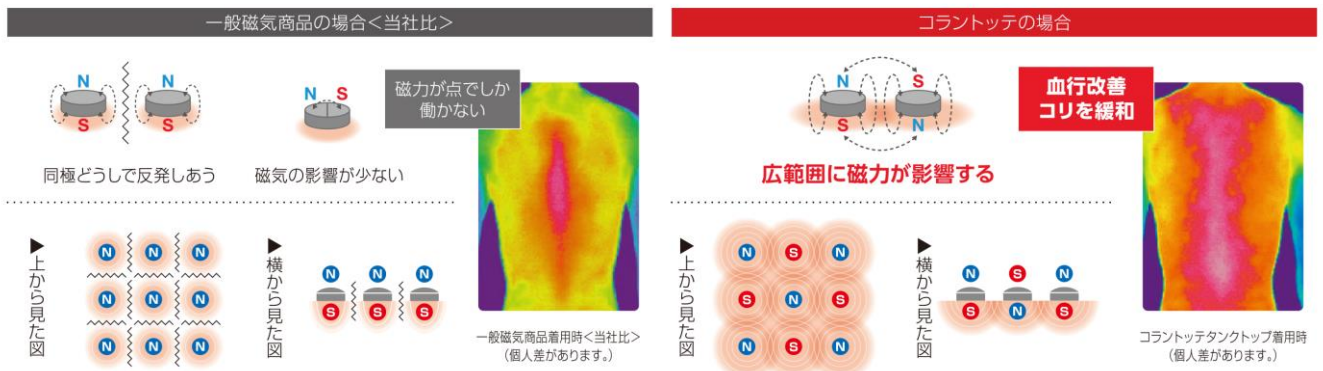 一般磁気商品の場合＜当社比＞
N N
S S
同極どうしで反発しあう
N S
磁気の影響が少ない
磁力が点でしか
働かない
▶上から見た図
N N N
N N N
N N N
▶横から見た図
N N N
S S S
一般磁気商品着用時＜当社比＞
（個人差があります。）
コラントッテの場合
N S
S N
広範囲に磁力が影響する
血行改善
コリを緩和
▶上から見た図
N S N
S N S
N S N
▶横から見た図
N S N
S N S
コラントッテタンクトップ着用時
（個人差があります。）